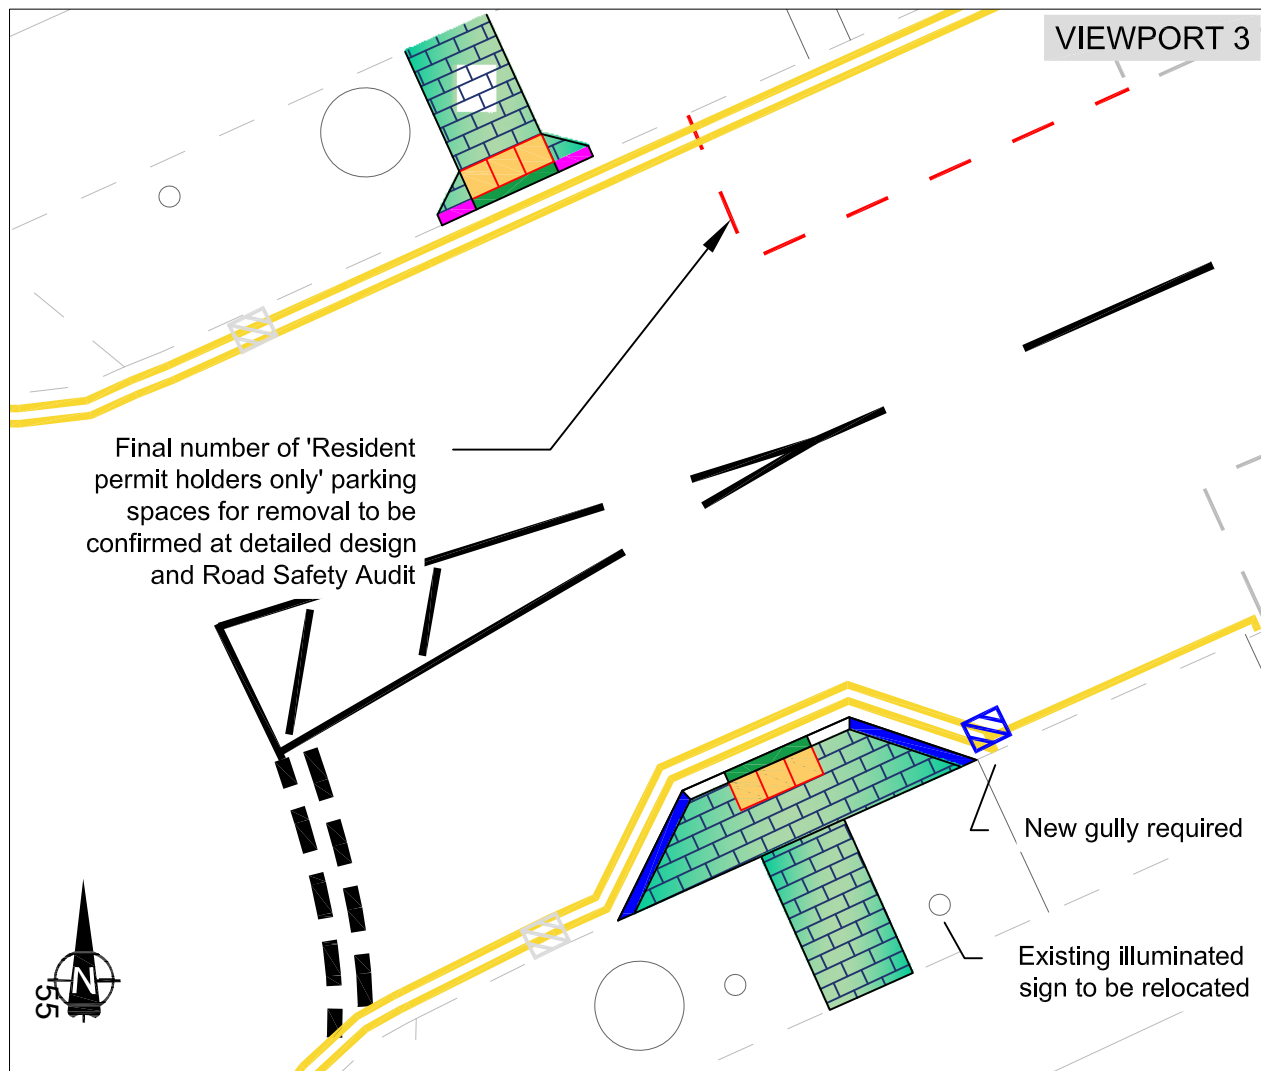 VIEWPORT 3
Final number of 'Resident
permit holders only' parking
spaces for removal to be
confirmed at detailed design
and Road Safety Audit
New gully required
Existing illuminated
sign to be relocated
N
55